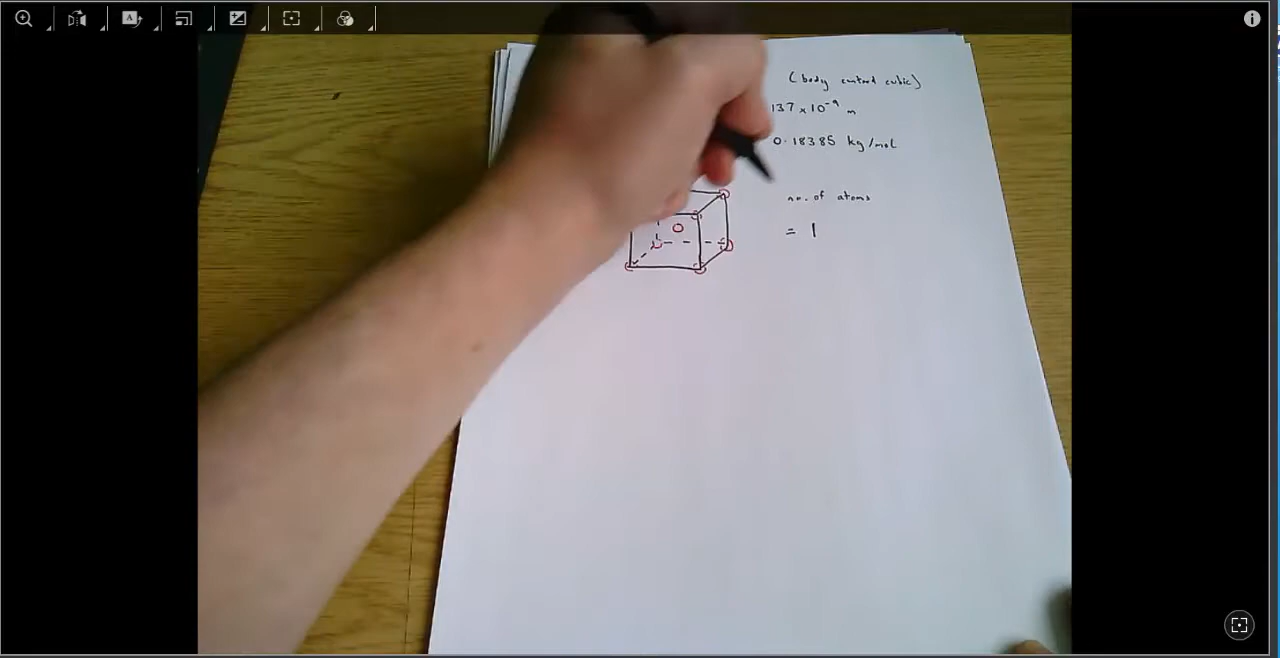 (body centred cubic)
137 x 10⁻⁹ m
0.18385 kg/mol
no. of atoms
= 1